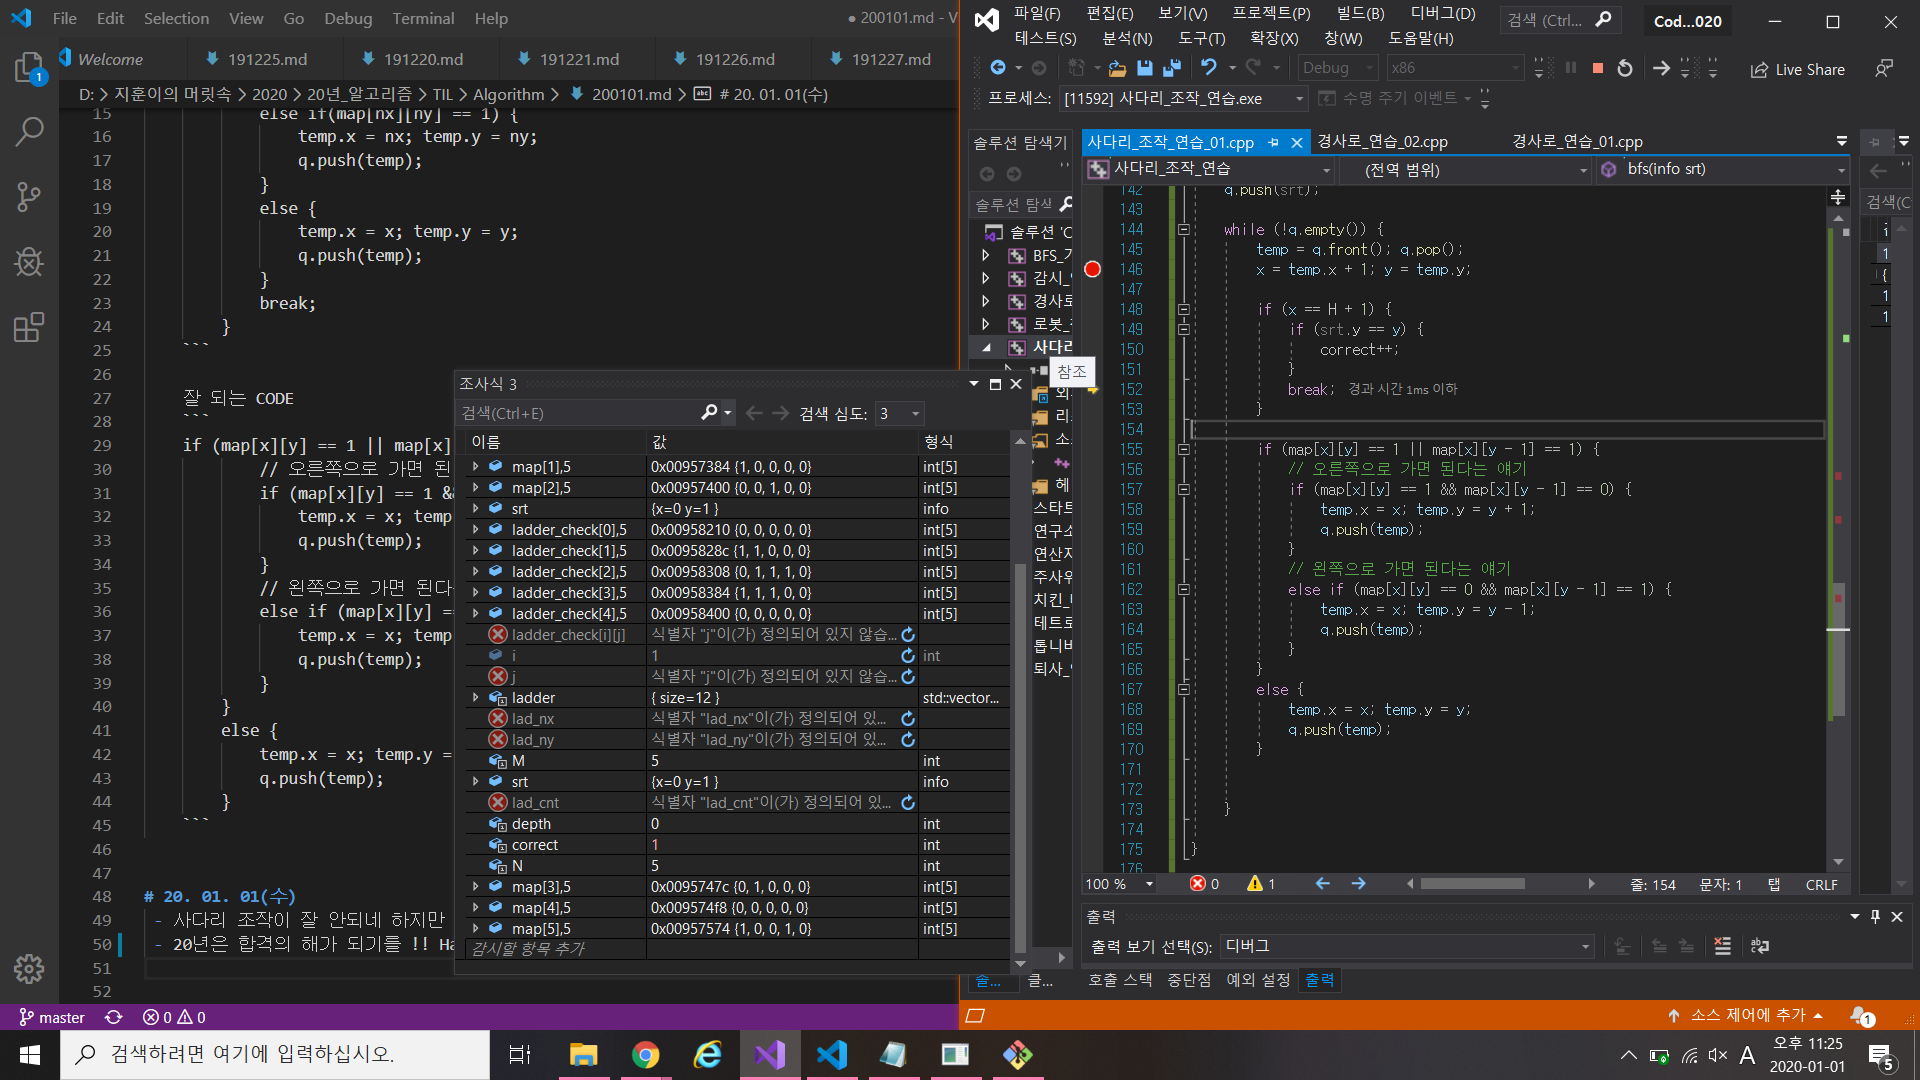 File Edit Selection View Go Debug Terminal Help
● 200101.md - V
Welcome 191225.md 191220.md 191221.md 191226.md 191227.md
D: > 지훈이의 머릿속 > 2020 > 20년_알고리즘 > TIL > Algorithm > 200101.md > # 20. 01. 01(수)
15 else if(map[nx][ny] == 1) {
16 temp.x = nx; temp.y = ny;
17 q.push(temp);
18 }
19 else {
20 temp.x = x; temp.y = y;
21 q.push(temp);
22 }
23 break;
24 }
25 ```
26
27 잘 되는 CODE
28 ```
29 if (map[x][y] == 1 || map[x]
30 // 오른쪽으로 가면 된
31 if (map[x][y] == 1 &
32 temp.x = x; temp
33 q.push(temp);
34 }
35 // 왼쪽으로 가면 된다
36 else if (map[x][y] =
37 temp.x = x; temp
38 q.push(temp);
39 }
40 }
41 else {
42 temp.x = x; temp.y =
43 q.push(temp);
44 }
45 ```
46
47
48 # 20. 01. 01(수)
49 - 사다리 조작이 잘 안되네 하지만
50 - 20년은 합격의 해가 되기를 !! Ha
51
52
master 0 0
조사식 3
검색(Ctrl+E) 검색 심도: 3
이름 값 형식
map[1],5 0x00957384 {1, 0, 0, 0, 0} int[5]
map[2],5 0x00957400 {0, 0, 1, 0, 0} int[5]
srt {x=0 y=1 } info
ladder_check[0],5 0x00958210 {0, 0, 0, 0, 0} int[5]
ladder_check[1],5 0x0095828c {1, 1, 0, 0, 0} int[5]
ladder_check[2],5 0x00958308 {0, 1, 1, 1, 0} int[5]
ladder_check[3],5 0x00958384 {1, 1, 1, 0, 0} int[5]
ladder_check[4],5 0x00958400 {0, 0, 0, 0, 0} int[5]
ladder_check[i][j] 식별자 "j"이(가) 정의되어 있지 않습...
i 1 int
j 식별자 "j"이(가) 정의되어 있지 않습...
ladder { size=12 } std::vector...
lad_nx 식별자 "lad_nx"이(가) 정의되어 있...
lad_ny 식별자 "lad_ny"이(가) 정의되어 있...
M 5 int
srt {x=0 y=1 } info
lad_cnt 식별자 "lad_cnt"이(가) 정의되어 있...
depth 0 int
correct 1 int
N 5 int
map[3],5 0x0095747c {0, 1, 0, 0, 0} int[5]
map[4],5 0x009574f8 {0, 0, 0, 0, 0} int[5]
map[5],5 0x00957574 {1, 0, 0, 1, 0} int[5]
감시할 항목 추가
파일(F) 편집(E) 보기(V) 프로젝트(P) 빌드(B) 디버그(D) 검색 (Ctrl... Cod...020
테스트(S) 분석(N) 도구(T) 확장(X) 창(W) 도움말(H)
Debug x86 Live Share
프로세스: [11592] 사다리_조작_연습.exe 수명 주기 이벤트
솔루션 탐색기
솔루션 탐색
솔루션 'C
BFS_기
감시_
경사로
로봇_
사다리
참조
외
리
소
헤
스타트
연구소
연산자
주사위
치킨_
테트로
톱니바
퇴사_
사다리_조작_연습_01.cpp 경사로_연습_02.cpp 경사로_연습_01.cpp
사다리_조작_연습 (전역 범위) bfs(info srt)
142 q.push(srt);
143
144 while (!q.empty()) {
145 temp = q.front(); q.pop();
146 x = temp.x + 1; y = temp.y;
147
148 if (x == H + 1) {
149 if (srt.y == y) {
150 correct++;
151 }
152 break; 경과 시간 1ms 이하
153 }
154
155 if (map[x][y] == 1 || map[x][y - 1] == 1) {
156 // 오른쪽으로 가면 된다는 얘기
157 if (map[x][y] == 1 && map[x][y - 1] == 0) {
158 temp.x = x; temp.y = y + 1;
159 q.push(temp);
160 }
161 // 왼쪽으로 가면 된다는 얘기
162 else if (map[x][y] == 0 && map[x][y - 1] == 1) {
163 temp.x = x; temp.y = y - 1;
164 q.push(temp);
165 }
166 }
167 else {
168 temp.x = x; temp.y = y;
169 q.push(temp);
170 }
171
172
173 }
174
175 }
176
검색(C
100 % 0 1 줄: 154 문자: 1 탭 CRLF
출력
출력 보기 선택(S): 디버그
솔... 클... 호출 스택 중단점 예외 설정 출력
소스 제어에 추가 1
검색하려면 여기에 입력하십시오.
A 오후 11:25
2020-01-01
5